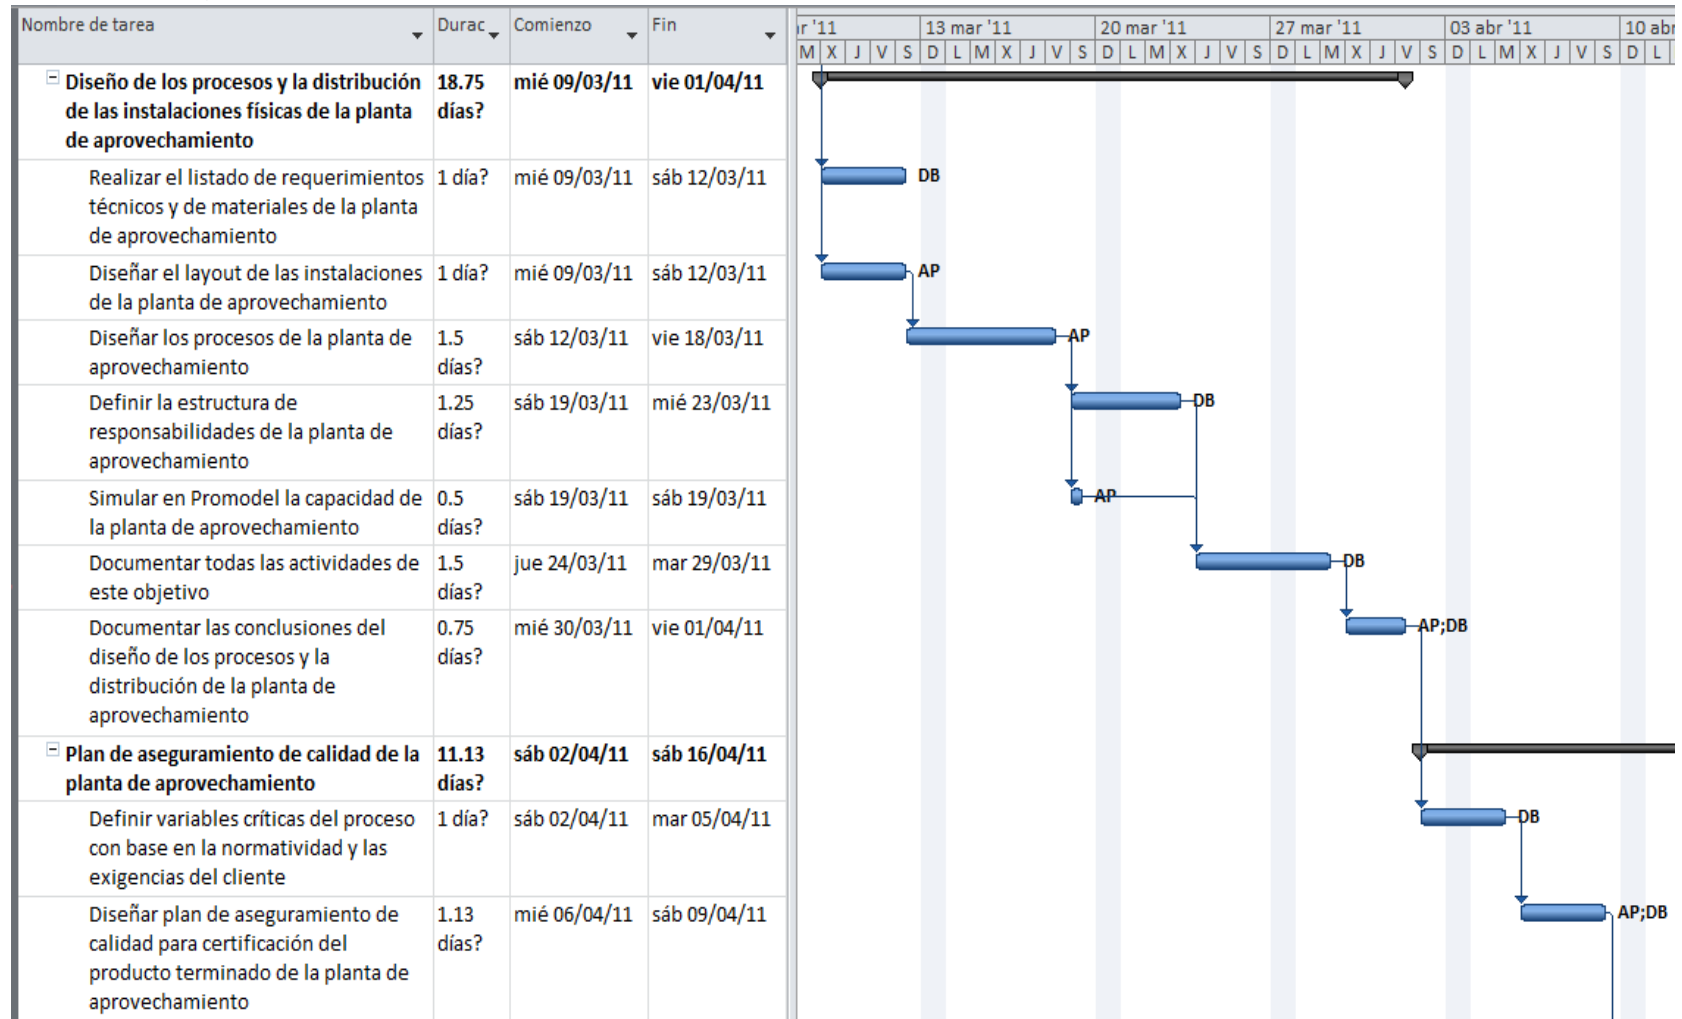 Nombre de tarea Durac Comienzo Fin
ar '11 13 mar '11 20 mar '11 27 mar '11 03 abr '11 10 abr
M X J V S D L M X J V S D L M X J V S D L M X J V S D L M X J V S D L
Diseño de los procesos y la distribución 18.75 mié 09/03/11 vie 01/04/11
de las instalaciones físicas de la planta días?
de aprovechamiento
Realizar el listado de requerimientos 1 día? mié 09/03/11 sáb 12/03/11 DB
técnicos y de materiales de la planta
de aprovechamiento
Diseñar el layout de las instalaciones 1 día? mié 09/03/11 sáb 12/03/11 AP
de la planta de aprovechamiento
Diseñar los procesos de la planta de 1.5 sáb 12/03/11 vie 18/03/11 AP
aprovechamiento días?
Definir la estructura de 1.25 sáb 19/03/11 mié 23/03/11 DB
responsabilidades de la planta de días?
aprovechamiento
Simular en Promodel la capacidad de 0.5 sáb 19/03/11 sáb 19/03/11 AP
la planta de aprovechamiento días?
Documentar todas las actividades de 1.5 jue 24/03/11 mar 29/03/11 DB
este objetivo días?
Documentar las conclusiones del 0.75 mié 30/03/11 vie 01/04/11 AP;DB
diseño de los procesos y la días?
distribución de la planta de
aprovechamiento
Plan de aseguramiento de calidad de la 11.13 sáb 02/04/11 sáb 16/04/11
planta de aprovechamiento días?
Definir variables críticas del proceso 1 día? sáb 02/04/11 mar 05/04/11 DB
con base en la normatividad y las
exigencias del cliente
Diseñar plan de aseguramiento de 1.13 mié 06/04/11 sáb 09/04/11 AP;DB
calidad para certificación del días?
producto terminado de la planta de
aprovechamiento